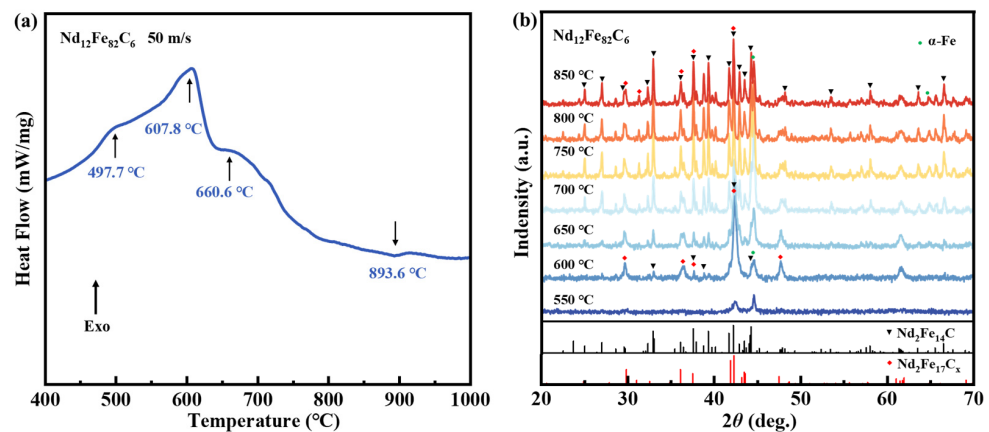 (a)
Nd₁₂Fe₈₂C₆ 50 m/s
607.8 °C
497.7 °C
660.6 °C
893.6 °C
Exo
Heat Flow (mW/mg)
400 500 600 700 800 900 1000
Temperature (°C)
(b)
Nd₁₂Fe₈₂C₆
α-Fe
850 °C
800 °C
750 °C
700 °C
650 °C
600 °C
550 °C
Nd₂Fe₁₄C
Nd₂Fe₁₇Cₓ
Indensity (a.u.)
20 30 40 50 60 70
2θ (deg.)